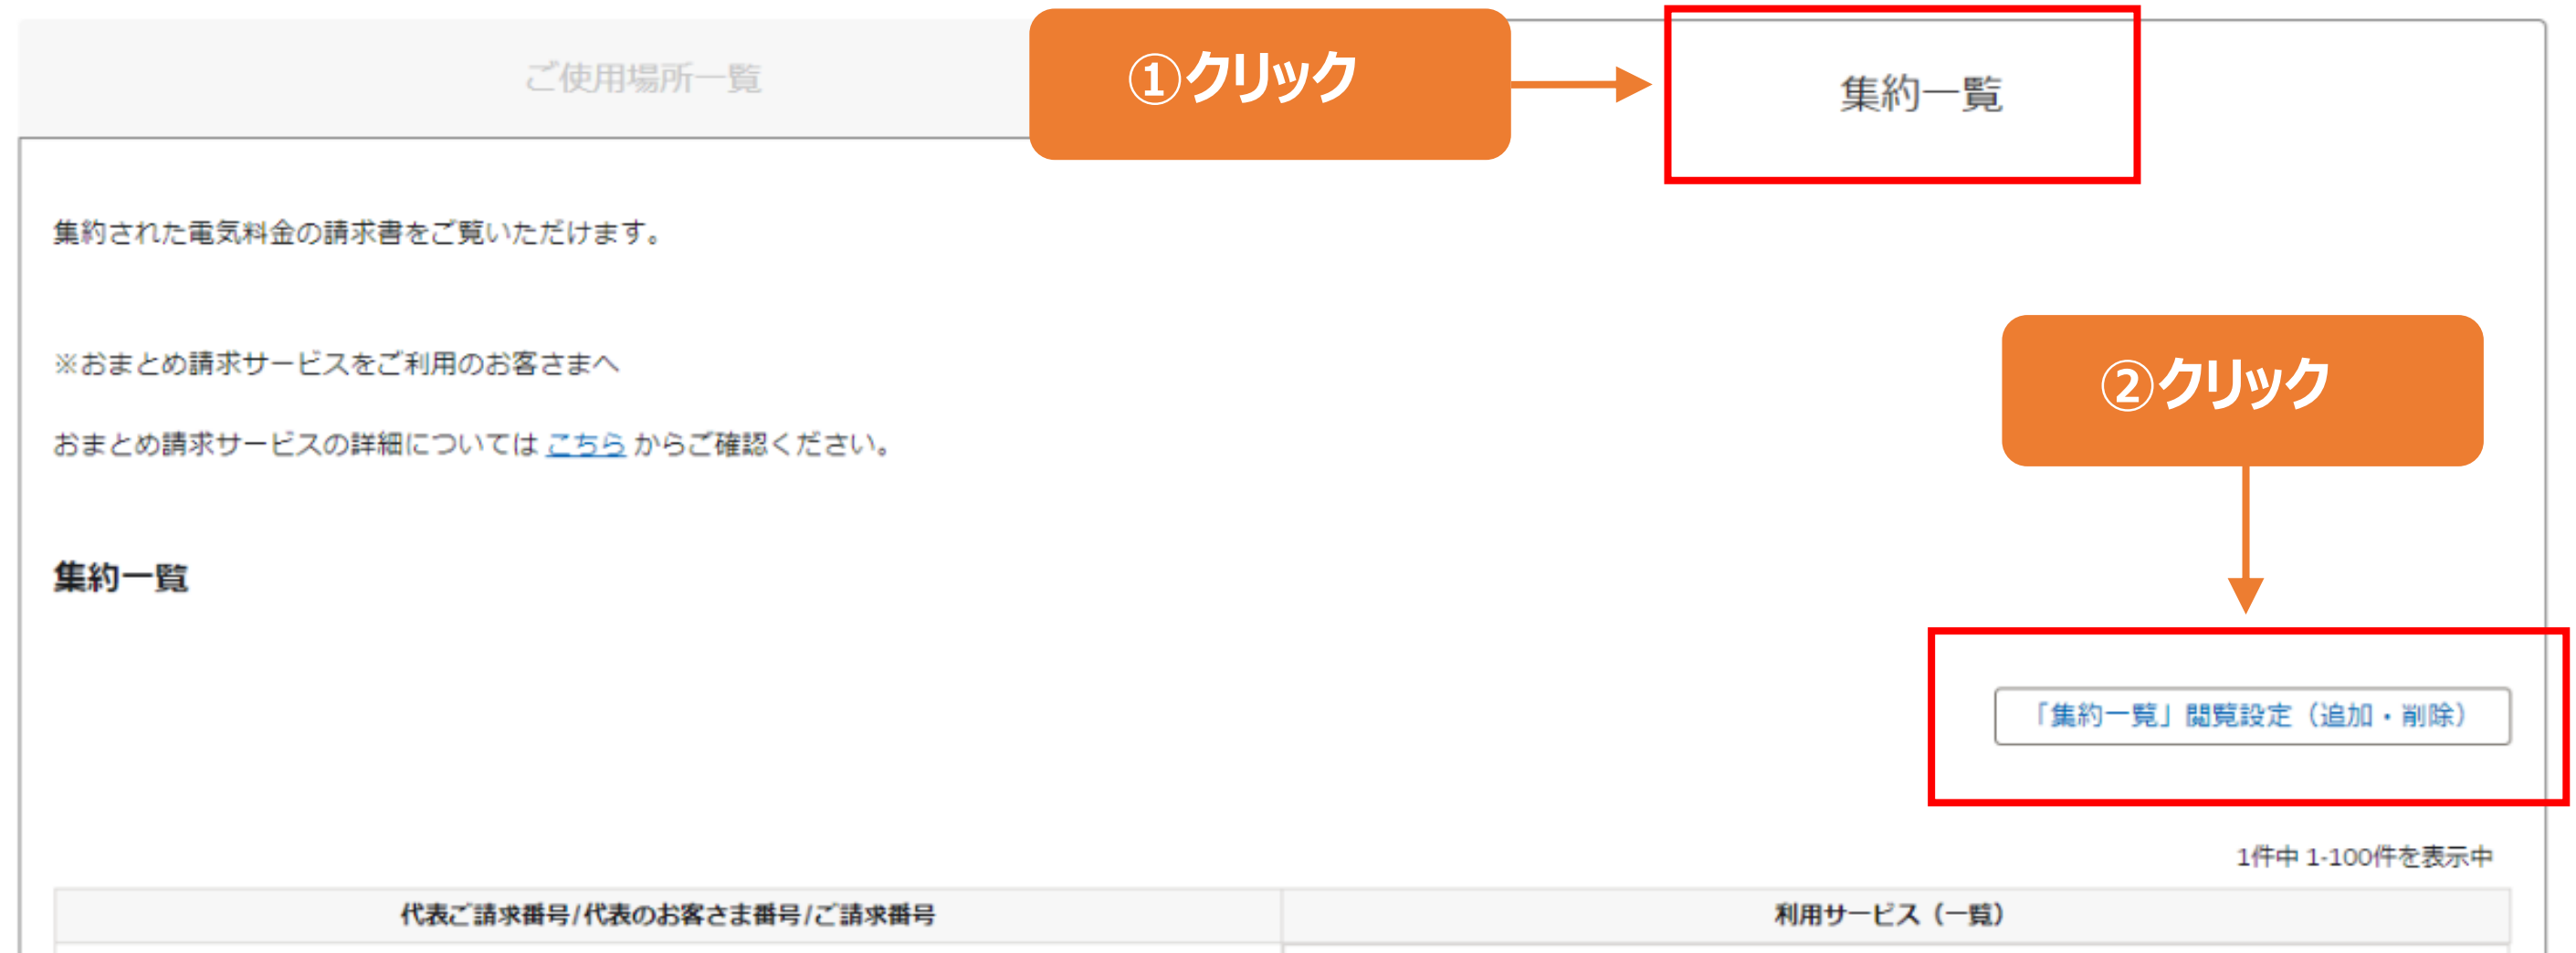 ご使用場所一覧
①クリック
集約一覧
集約された電気料金の請求書をご覧いただけます。
※おまとめ請求サービスをご利用のお客さまへ
②クリック
おまとめ請求サービスの詳細については こちら からご確認ください。
集約一覧
「集約一覧」閲覧設定（追加・削除）
1件中 1-100件を表示中
代表ご請求番号/代表のお客さま番号/ご請求番号
利用サービス（一覧）